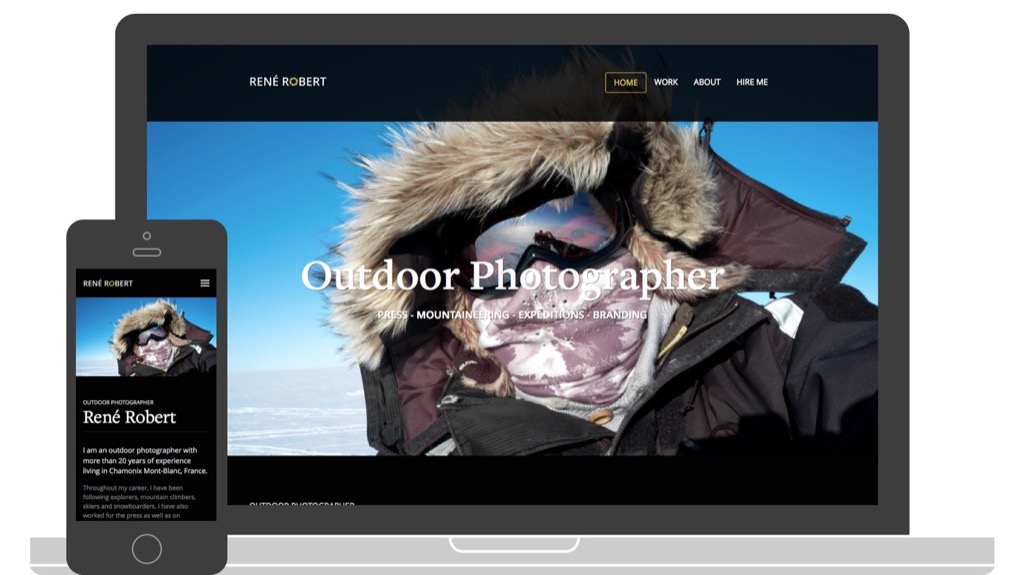 RENÉ ROBERT
HOME WORK ABOUT HIRE ME
Outdoor Photographer
PRESS - MOUNTAINEERING - EXPEDITIONS - BRANDING
OUTDOOR PHOTOGRAPHER
RENÉ ROBERT
OUTDOOR PHOTOGRAPHER
René Robert
I am an outdoor photographer with
more than 20 years of experience
living in Chamonix Mont-Blanc, France.
Throughout my career, I have been
following explorers, mountain climbers,
skiers and snowboarders. I have also
worked for the press as well as on